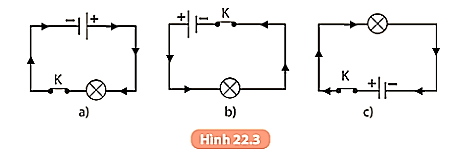 − +
K
a)
+ −
K
b)
K
+ −
c)
Hình 22.3